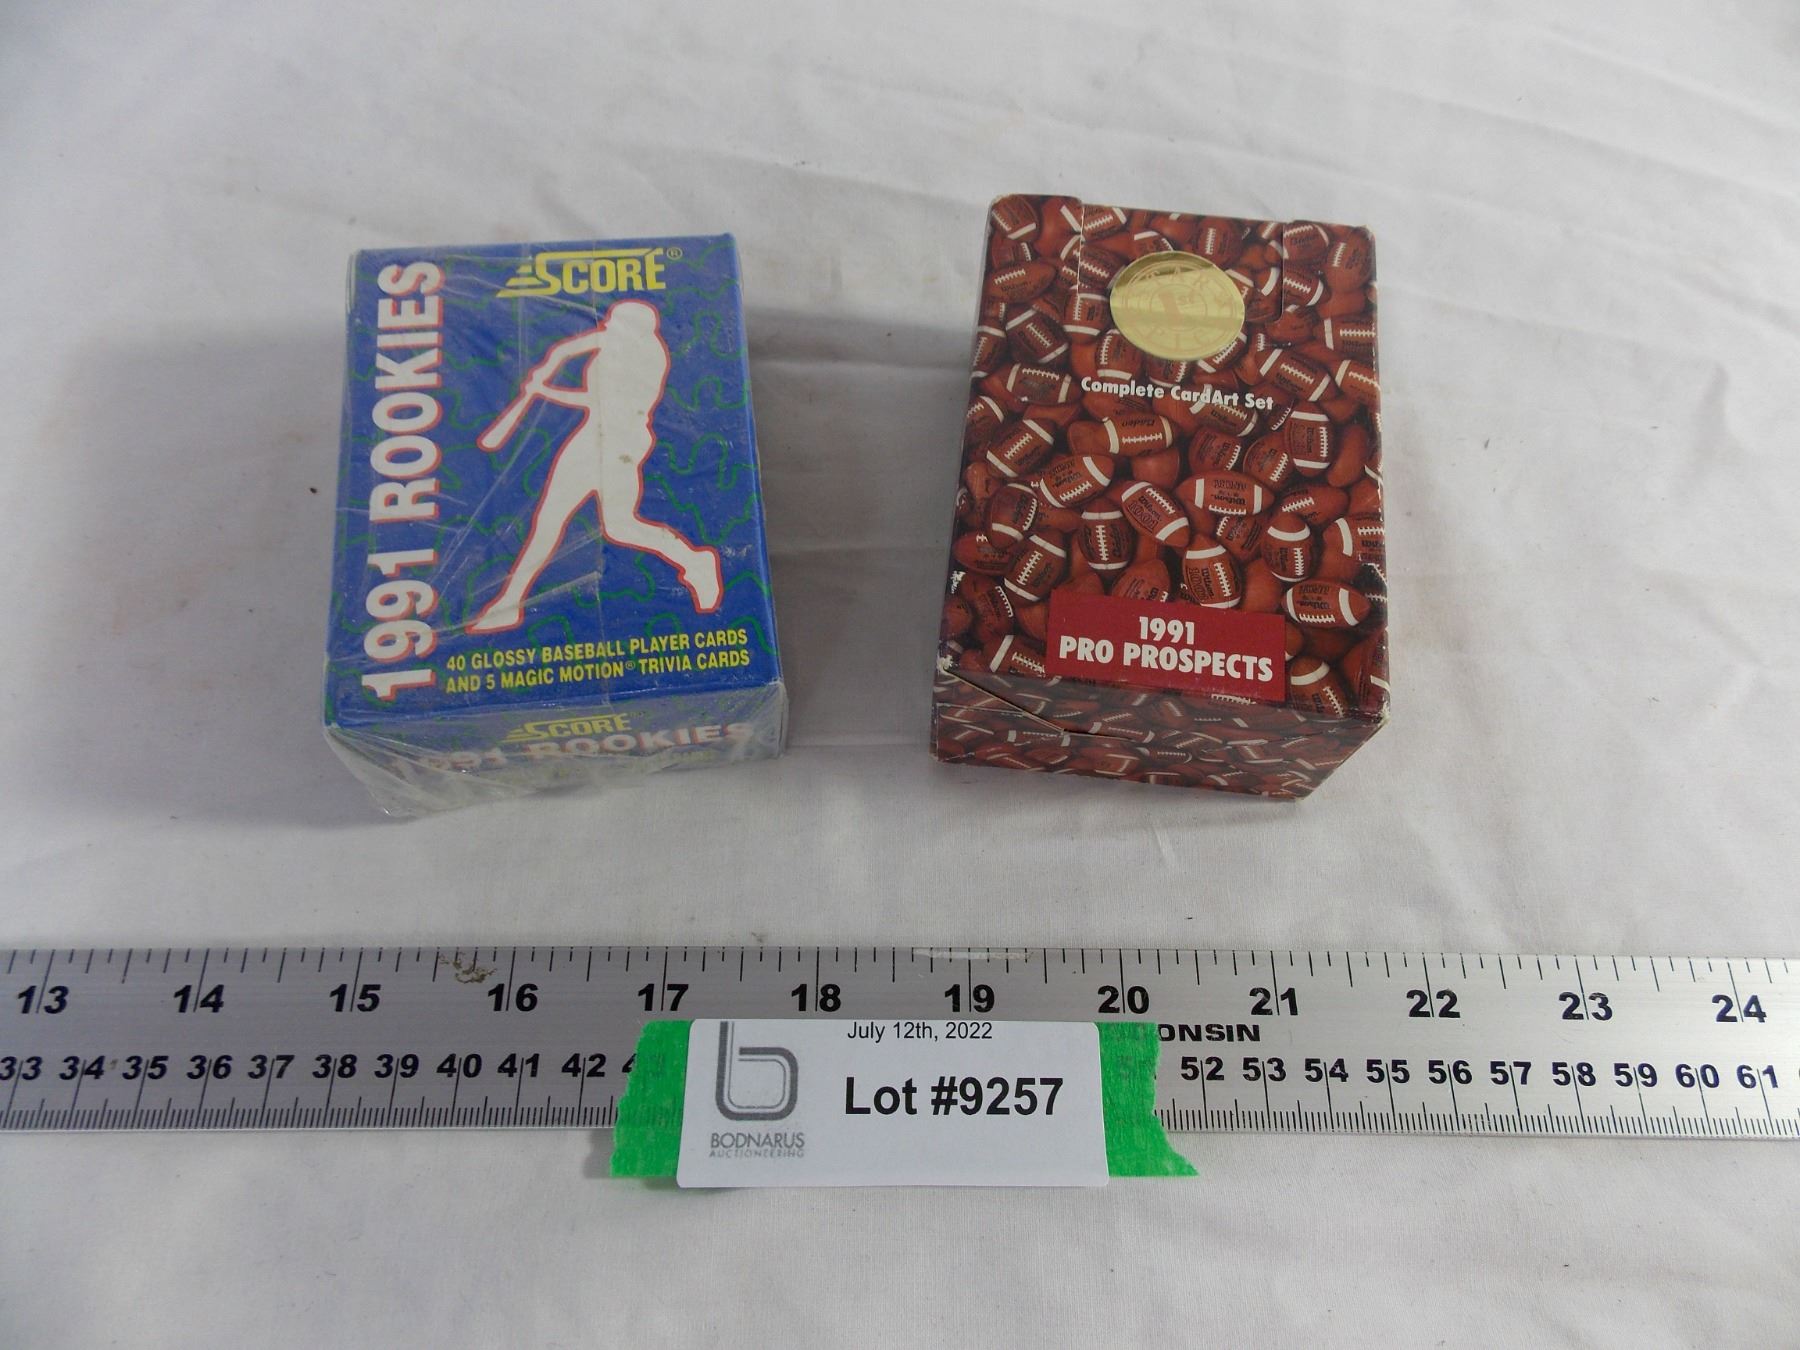 SCORE®
1991 ROOKIES
40 GLOSSY BASEBALL PLAYER CARDS
AND 5 MAGIC MOTION® TRIVIA CARDS
SCORE
1991 ROOKIES
1st
Complete CardArt Set
1991
PRO PROSPECTS
13 14 15 16 17 18 19 20 21 22 23 24
ONSIN
33 34 35 36 37 38 39 40 41 42 52 53 54 55 56 57 58 59 60 61
July 12th, 2022
Lot #9257
b
BODNARUS
AUCTIONEERING